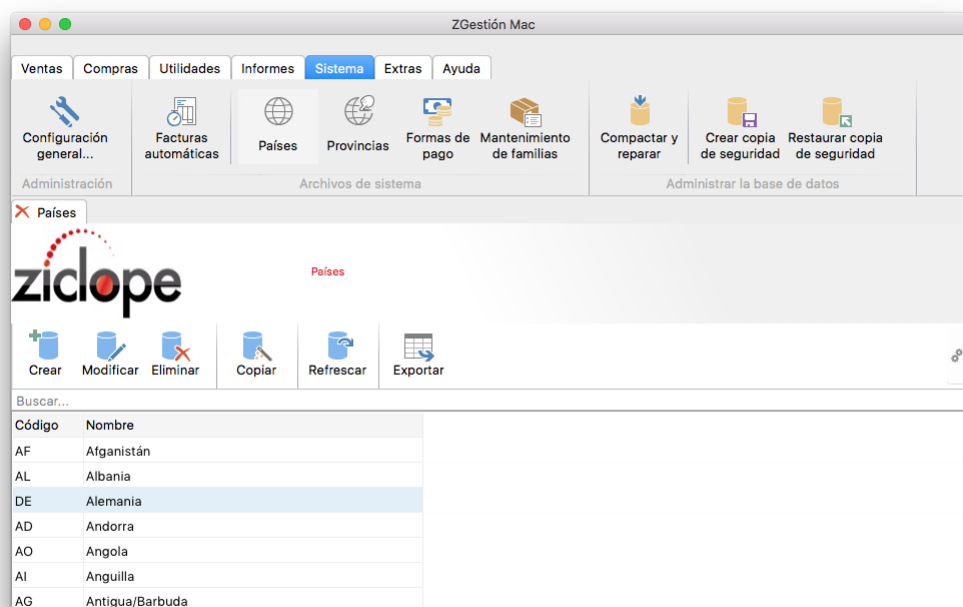 ZGestión Mac
Ventas Compras Utilidades Informes Sistema Extras Ayuda
Configuración general...
Facturas automáticas
Países
Provincias
Formas de pago
Mantenimiento de familias
Compactar y reparar
Crear copia de seguridad
Restaurar copia de seguridad
Administración
Archivos de sistema
Administrar la base de datos
Países
ziclope
Países
Crear Modificar Eliminar Copiar Refrescar Exportar
Buscar...
Código Nombre
AF Afganistán
AL Albania
DE Alemania
AD Andorra
AO Angola
AI Anguilla
AG Antigua/Barbuda